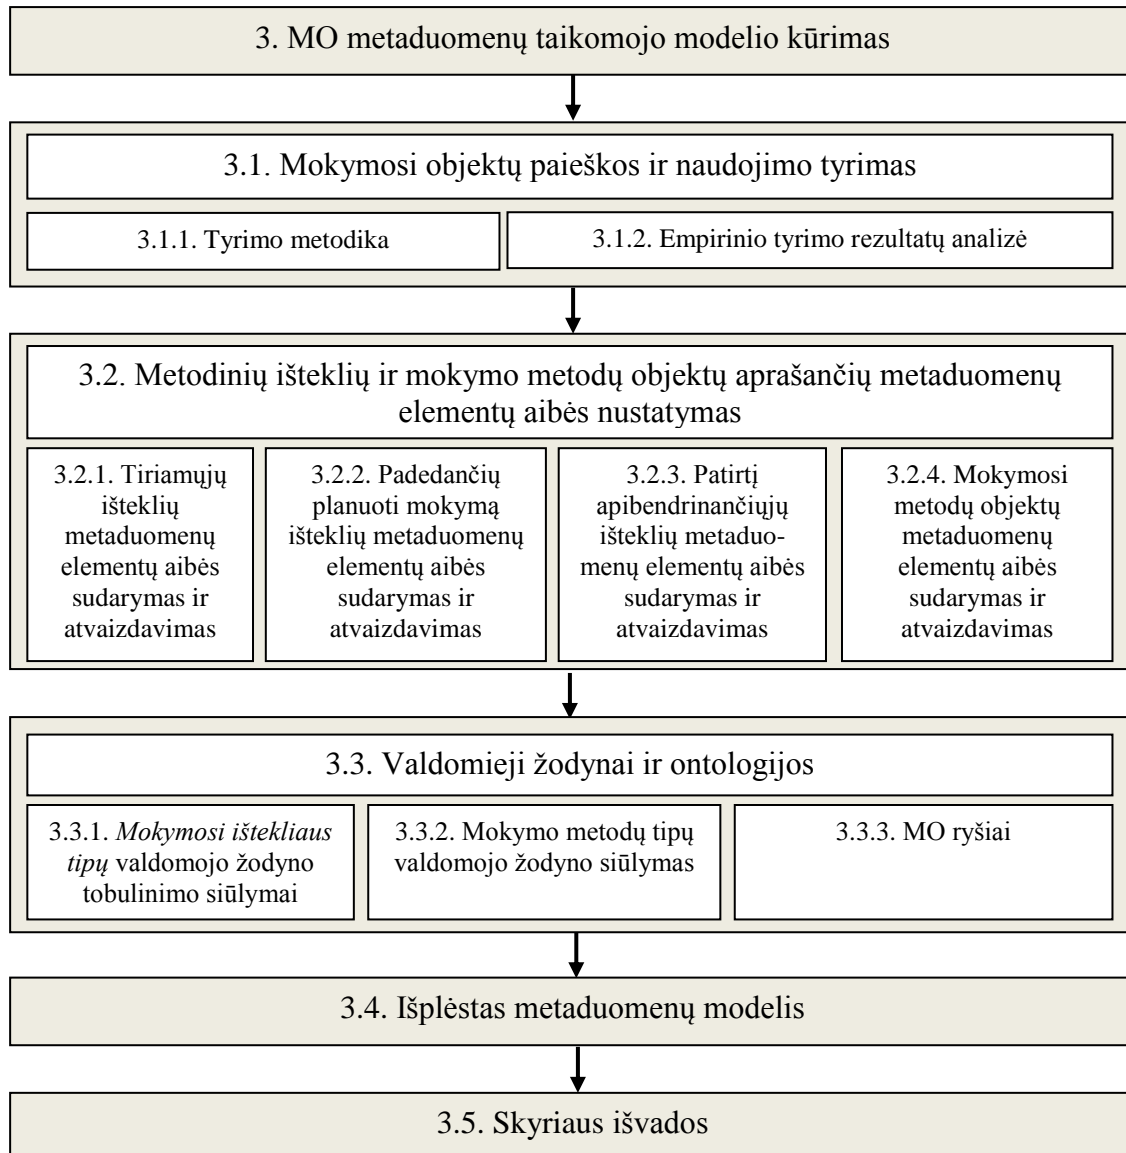 3. MO metaduomenų taikomojo modelio kūrimas
3.1. Mokymosi objektų paieškos ir naudojimo tyrimas
3.1.1. Tyrimo metodika
3.1.2. Empirinio tyrimo rezultatų analizė
3.2. Metodinių išteklių ir mokymo metodų objektų aprašančių metaduomenų
elementų aibės nustatymas
3.2.1. Tiriamųjų
išteklių
metaduomenų
elementų aibės
sudarymas ir
atvaizdavimas
3.2.2. Padedančių
planuoti mokymą
išteklių metaduomenų
elementų aibės
sudarymas ir
atvaizdavimas
3.2.3. Patirtį
apibendrinančiųjų
išteklių metaduo-
menų elementų aibės
sudarymas ir
atvaizdavimas
3.2.4. Mokymosi
metodų objektų
metaduomenų
elementų aibės
sudarymas ir
atvaizdavimas
3.3. Valdomieji žodynai ir ontologijos
3.3.1. Mokymosi ištekliaus
tipų valdomojo žodyno
tobulinimo siūlymai
3.3.2. Mokymo metodų tipų
valdomojo žodyno siūlymas
3.3.3. MO ryšiai
3.4. Išplėstas metaduomenų modelis
3.5. Skyriaus išvados